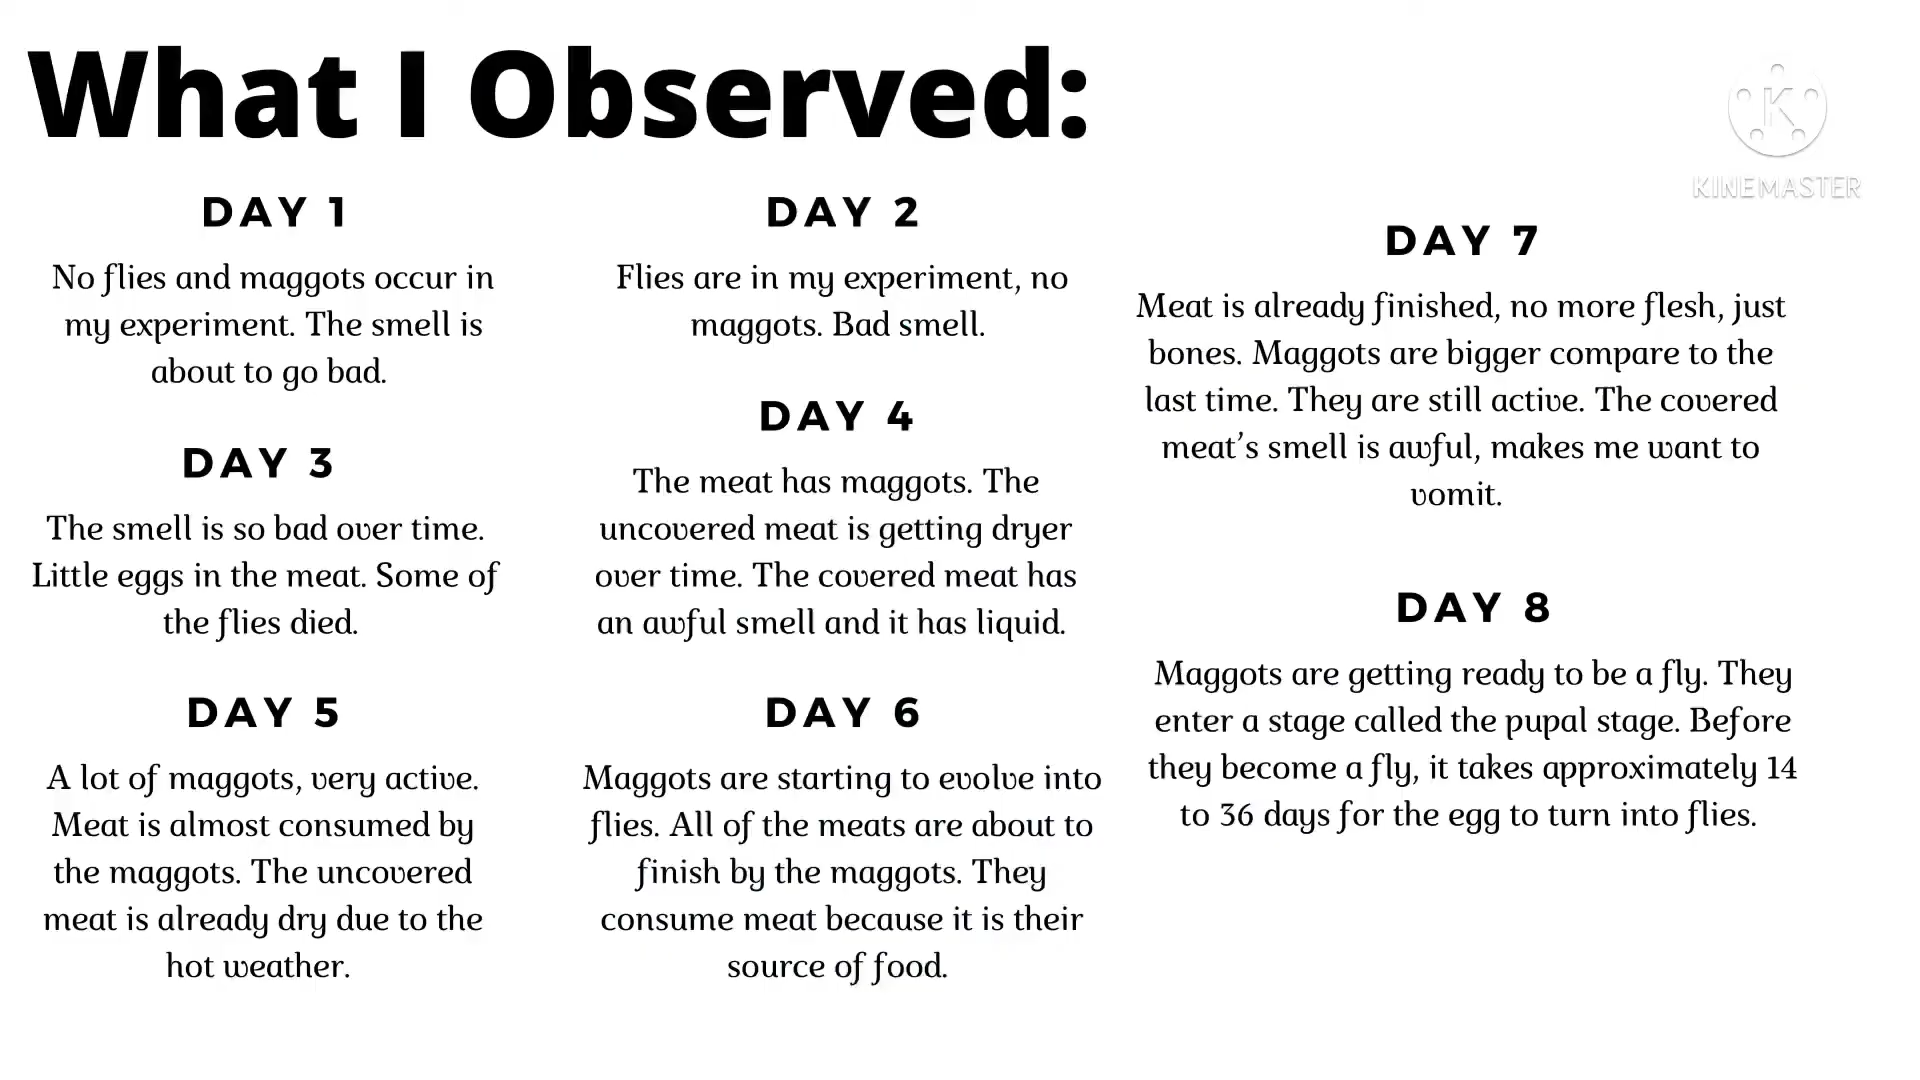 What I Observed:
KINEMASTER
DAY 1
No flies and maggots occur in
my experiment. The smell is
about to go bad.
DAY 2
Flies are in my experiment, no
maggots. Bad smell.
DAY 3
The smell is so bad over time.
Little eggs in the meat. Some of
the flies died.
DAY 4
The meat has maggots. The
uncovered meat is getting dryer
over time. The covered meat has
an awful smell and it has liquid.
DAY 5
A lot of maggots, very active.
Meat is almost consumed by
the maggots. The uncovered
meat is already dry due to the
hot weather.
DAY 6
Maggots are starting to evolve into
flies. All of the meats are about to
finish by the maggots. They
consume meat because it is their
source of food.
DAY 7
Meat is already finished, no more flesh, just
bones. Maggots are bigger compare to the
last time. They are still active. The covered
meat’s smell is awful, makes me want to
vomit.
DAY 8
Maggots are getting ready to be a fly. They
enter a stage called the pupal stage. Before
they become a fly, it takes approximately 14
to 36 days for the egg to turn into flies.